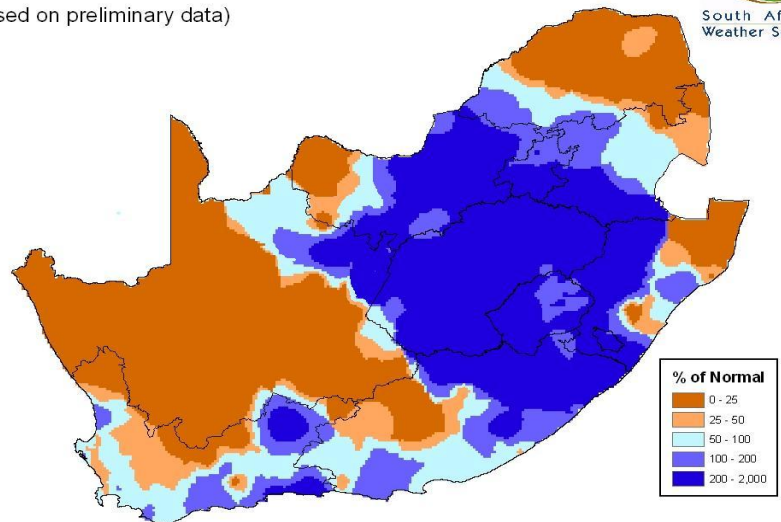 sed on preliminary data)
South Af
Weather S
% of Normal
0 - 25
25 - 50
50 - 100
100 - 200
200 - 2,000